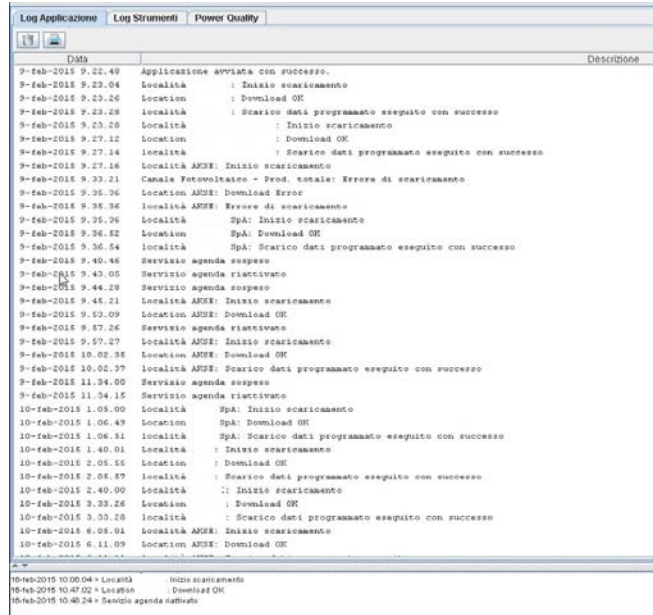 Log Applicazione Log Strumenti Power Quality
Data Descrizione
9-feb-2015 9.22.48 Applicazione avviata con successo.
9-feb-2015 9.23.04 Località : Inizio scaricamento
9-feb-2015 9.23.26 Location : Download OK
9-feb-2015 9.23.28 località : Scarico dati programmato eseguito con successo
9-feb-2015 9.23.28 Località : Inizio scaricamento
9-feb-2015 9.27.12 Location : Download OK
9-feb-2015 9.27.14 località : Scarico dati programmato eseguito con successo
9-feb-2015 9.27.16 Località AKSE: Inizio scaricamento
9-feb-2015 9.33.21 Canale Fotovoltaico - Prod. totale: Errore di scaricamento
9-feb-2015 9.35.36 Location AKSE: Download Error
9-feb-2015 9.35.36 località AKSE: Errore di scaricamento
9-feb-2015 9.35.36 Località SpA: Inizio scaricamento
9-feb-2015 9.36.52 Location SpA: Download OK
9-feb-2015 9.36.54 località SpA: Scarico dati programmato eseguito con successo
9-feb-2015 9.40.46 Servizio agenda sospeso
9-feb-2015 9.43.05 Servizio agenda riattivato
9-feb-2015 9.44.28 Servizio agenda sospeso
9-feb-2015 9.45.21 Località AKSE: Inizio scaricamento
9-feb-2015 9.53.09 Location AKSE: Download OK
9-feb-2015 9.57.26 Servizio agenda riattivato
9-feb-2015 9.57.27 Località AKSE: Inizio scaricamento
9-feb-2015 10.02.35 Location AKSE: Download OK
9-feb-2015 10.02.37 località AKSE: Scarico dati programmato eseguito con successo
9-feb-2015 11.34.00 Servizio agenda sospeso
9-feb-2015 11.34.15 Servizio agenda riattivato
10-feb-2015 1.05.00 Località SpA: Inizio scaricamento
10-feb-2015 1.06.49 Location SpA: Download OK
10-feb-2015 1.06.51 località SpA: Scarico dati programmato eseguito con successo
10-feb-2015 1.40.01 Località : Inizio scaricamento
10-feb-2015 2.05.55 Location : Download OK
10-feb-2015 2.05.57 località : Scarico dati programmato eseguito con successo
10-feb-2015 2.40.00 Località : Inizio scaricamento
10-feb-2015 3.33.26 Location : Download OK
10-feb-2015 3.33.28 località : Scarico dati programmato eseguito con successo
10-feb-2015 6.05.01 Località AKSE: Inizio scaricamento
10-feb-2015 6.11.09 Location AKSE: Download OK
16-feb-2015 10.06.04 » Località : Inizio scaricamento
16-feb-2015 10.47.02 » Location : Download OK
16-feb-2015 10.48.24 » Servizio agenda riattivato